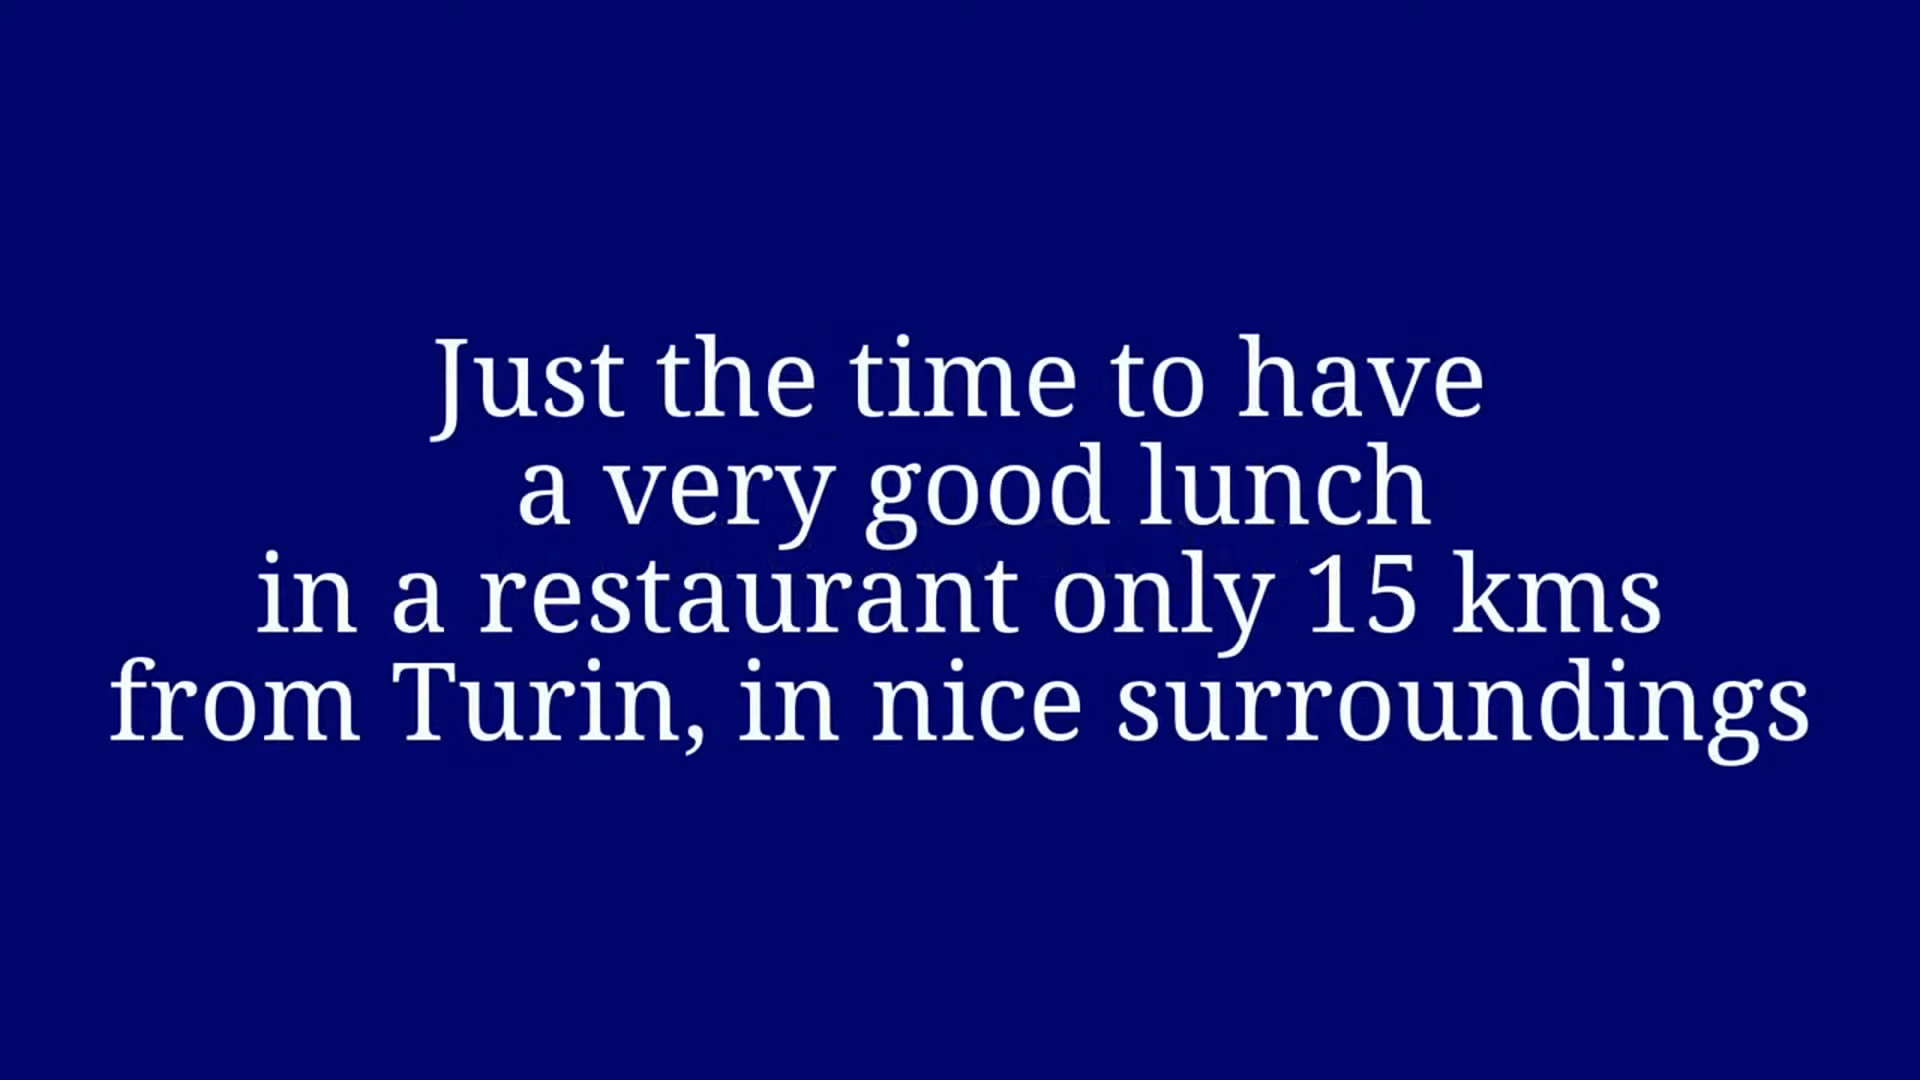 Just the time to have
a very good lunch
in a restaurant only 15 kms
from Turin, in nice surroundings